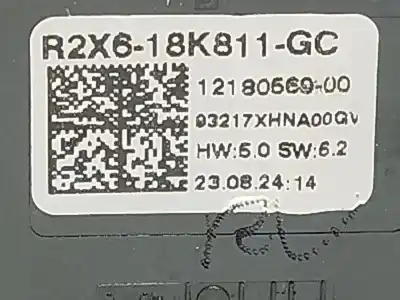 R2X6-18K811-GC
12180569-00
93217XHNA00GV
HW:5.0 SW:6.2
23.08.24:14